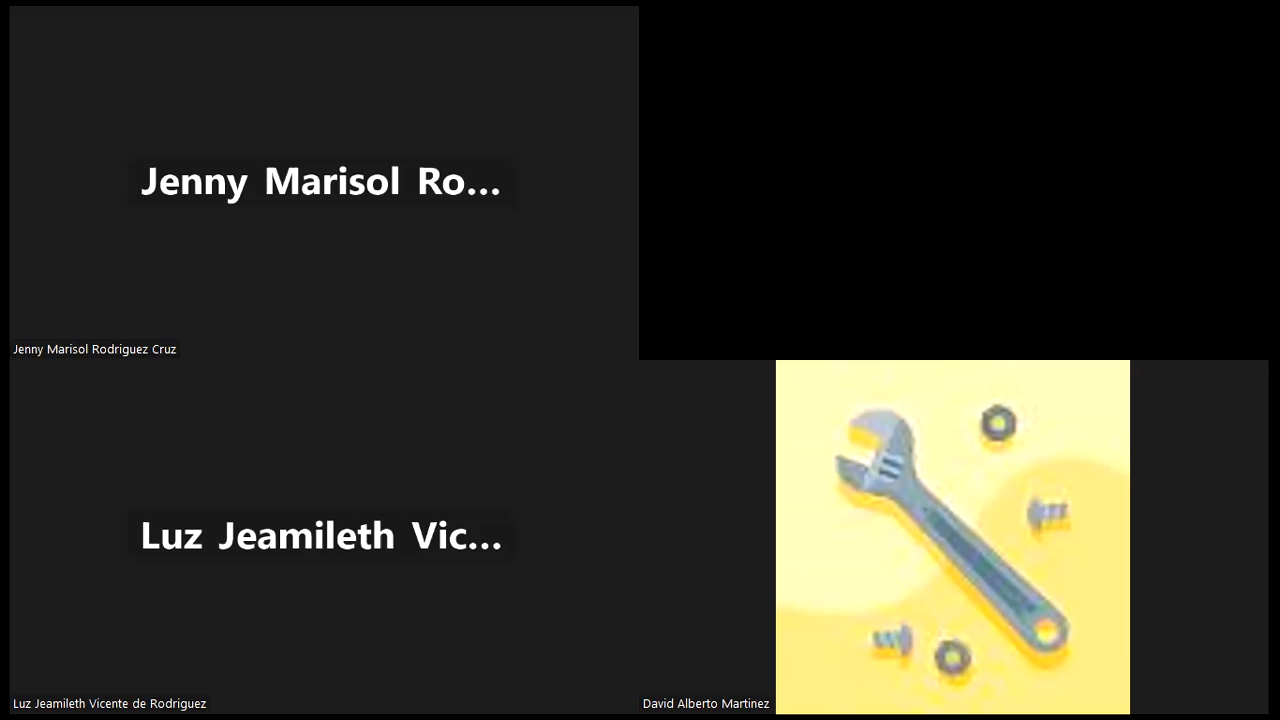 Jenny Marisol Ro...
Jenny Marisol Rodriguez Cruz
Luz Jeamileth Vic...
Luz Jeamileth Vicente de Rodriguez
David Alberto Martinez